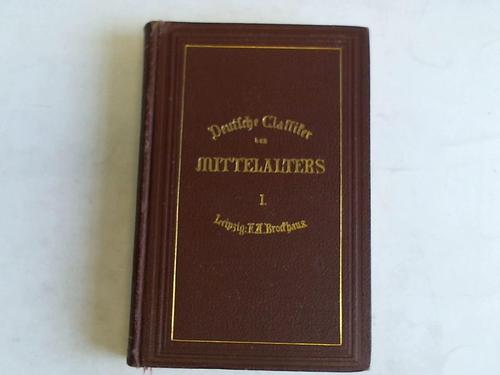 Deutsche Classiker
des
MITTELALTERS
I.
Leipzig: F.A. Brockhaus